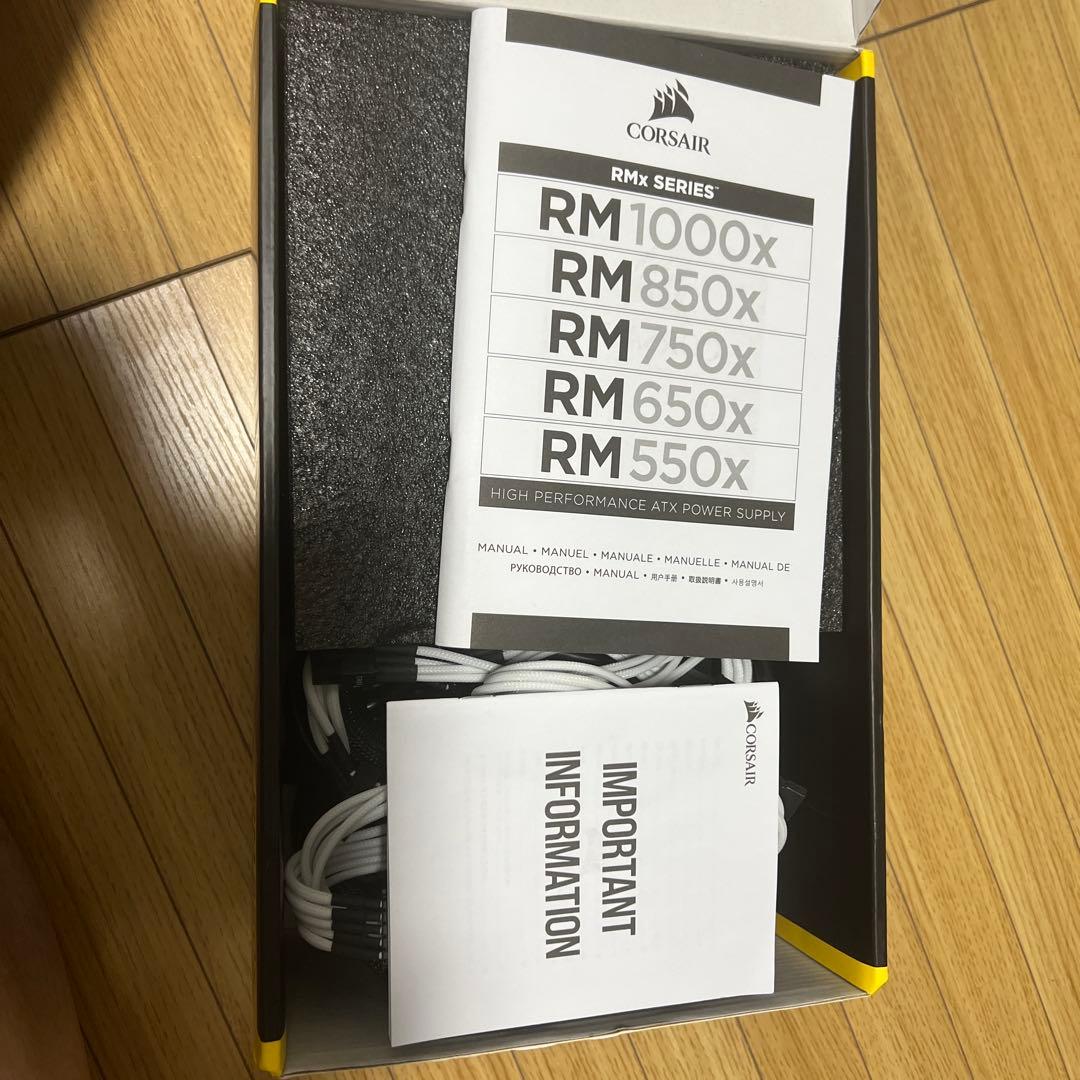 CORSAIR
RMx SERIES™
RM1000x
RM850x
RM750x
RM650x
RM550x
HIGH PERFORMANCE ATX POWER SUPPLY
MANUAL • MANUEL • MANUALE • MANUELLE • MANUAL DE
РУКОВОДСТВО • MANUAL • 用户手册 • 取扱説明書 • 사용설명서
CORSAIR
IMPORTANT
INFORMATION